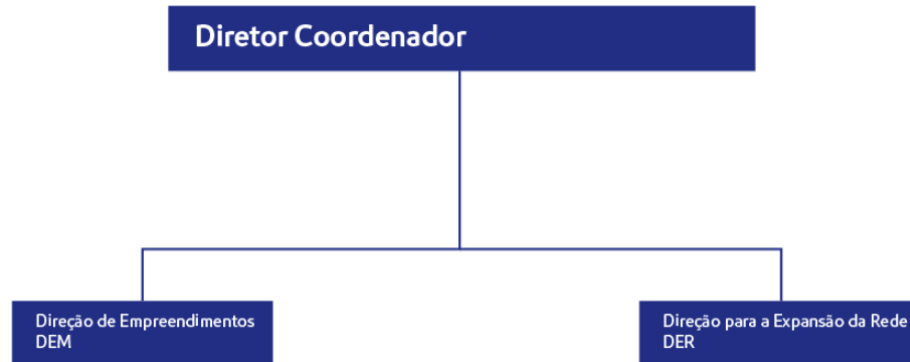 Diretor Coordenador
Direção de Empreendimentos
DEM
Direção para a Expansão da Rede
DER